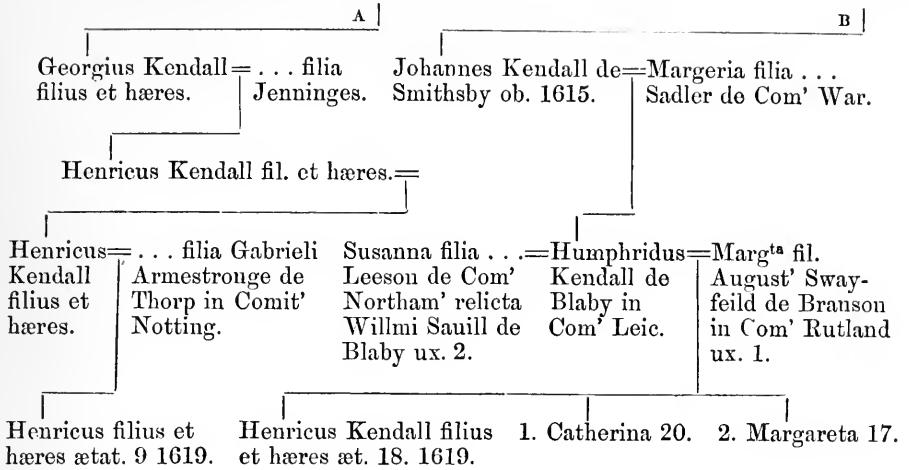 A
B
Georgius Kendall = . . . filia
filius et hæres. Jenninges.
Johannes Kendall de = Margeria filia . . .
Smithsby ob. 1615. Sadler de Com' War.
Henricus Kendall fil. et hæres. =
Henricus = . . . filia Gabrieli
Kendall Armestrouge de
filius et Thorp in Comit'
hæres. Notting.
Susanna filia . . . = Humphridus = Marg^ta fil.
Leeson de Com' Kendall de August' Sway-
Northam' relicta Blaby in feild de Branson
Willmi Sauill de Com' Leic. in Com' Rutland
Blaby ux. 2. ux. 1.
Henricus filius et
hæres ætat. 9 1619.
Henricus Kendall filius
et hæres æt. 18. 1619.
1. Catherina 20. 2. Margareta 17.